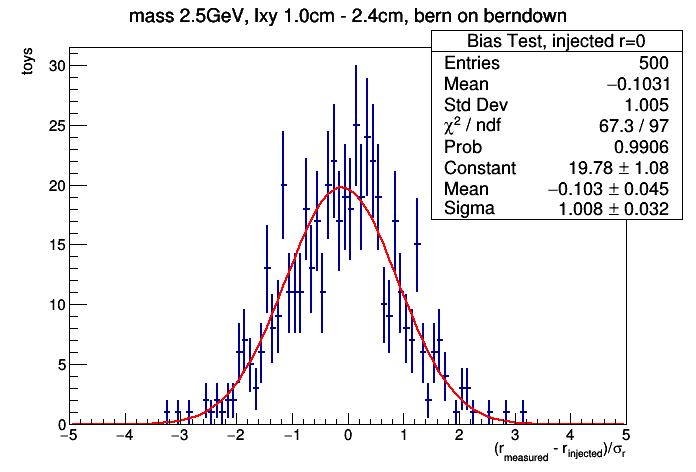 mass 2.5GeV, lxy 1.0cm - 2.4cm, bern on berndown
Bias Test, injected r=0
Entries 500
Mean −0.1031
Std Dev 1.005
χ² / ndf 67.3 / 97
Prob 0.9906
Constant 19.78 ± 1.08
Mean −0.103 ± 0.045
Sigma 1.008 ± 0.032
toys
30
25
20
15
10
5
0
−5 −4 −3 −2 −1 0 1 2 3 4 5
(r_measured - r_injected)/σ_r